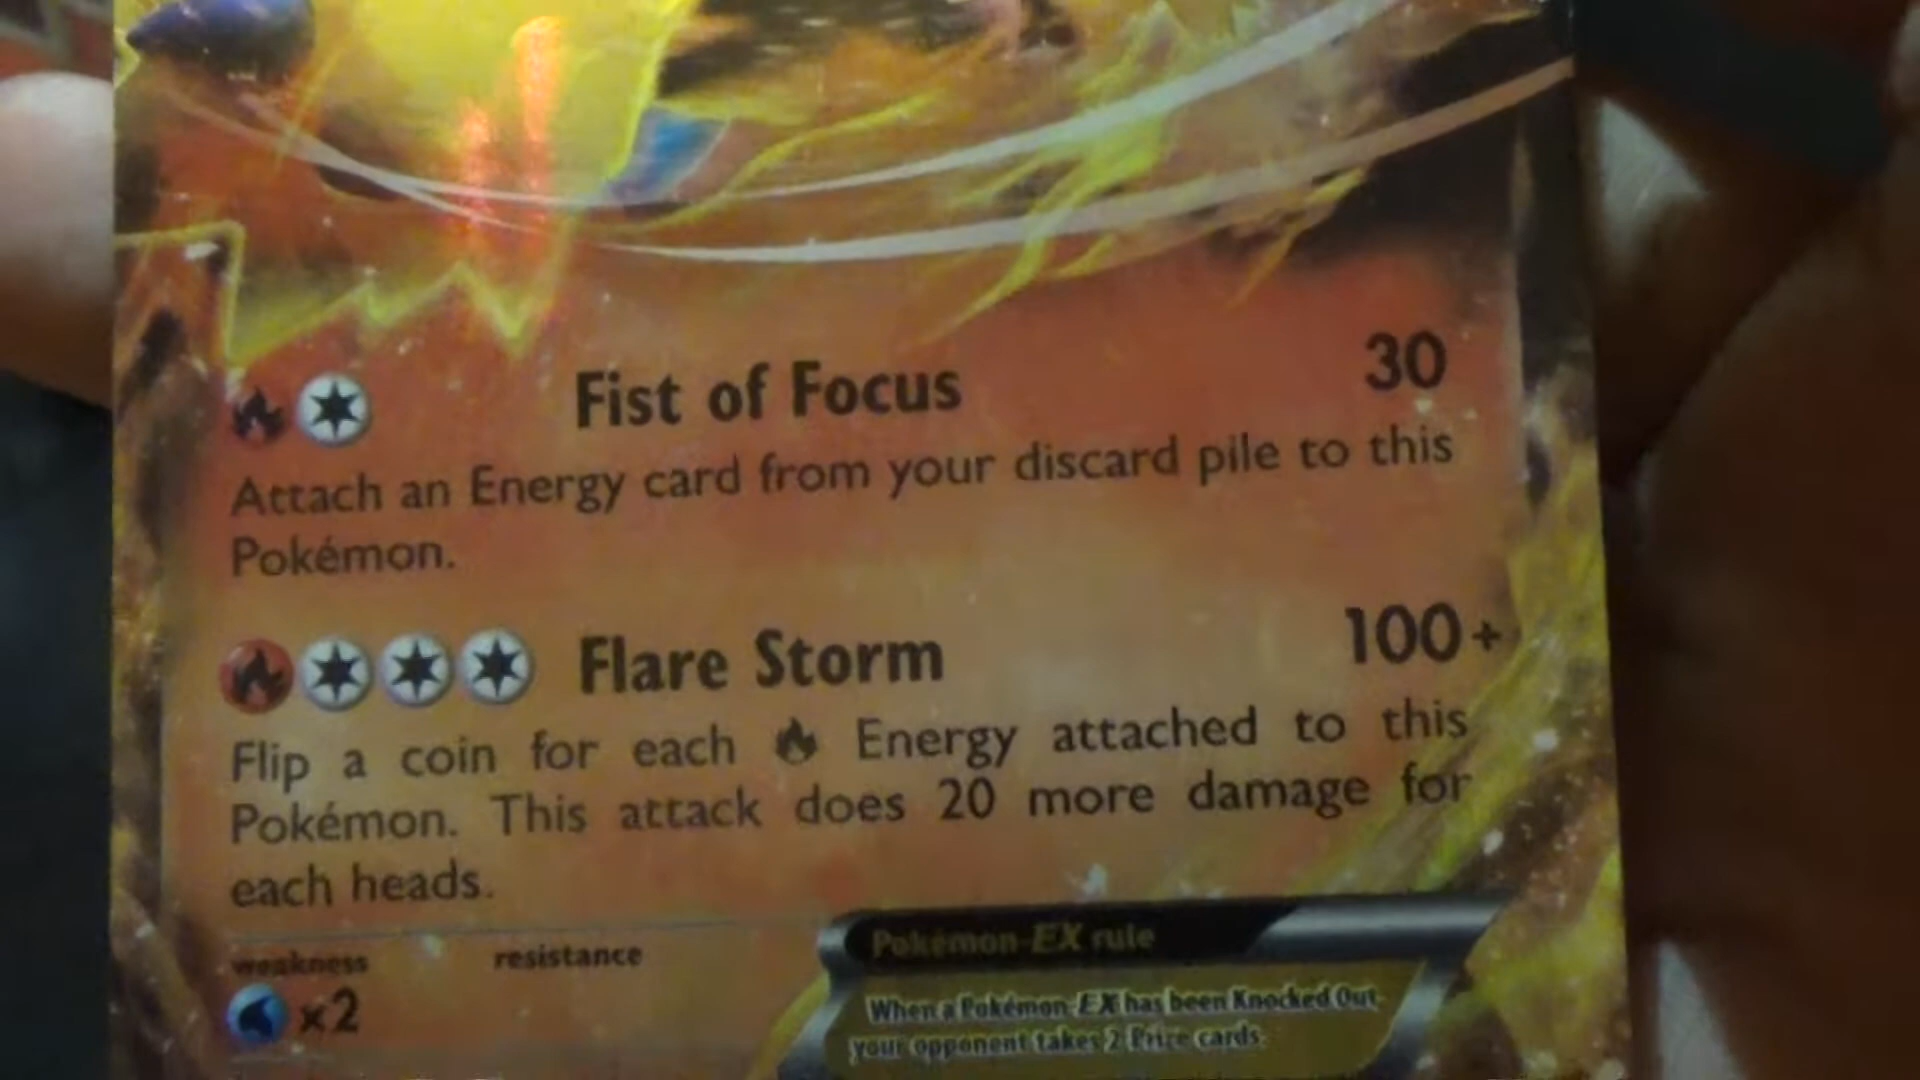 Fist of Focus 30
Attach an Energy card from your discard pile to this
Pokémon.
Flare Storm 100+
Flip a coin for each Energy attached to this
Pokémon. This attack does 20 more damage for
each heads.
weakness resistance
x2
Pokémon-EX rule
When a Pokémon-EX has been Knocked Out,
your opponent takes 2 Prize cards.